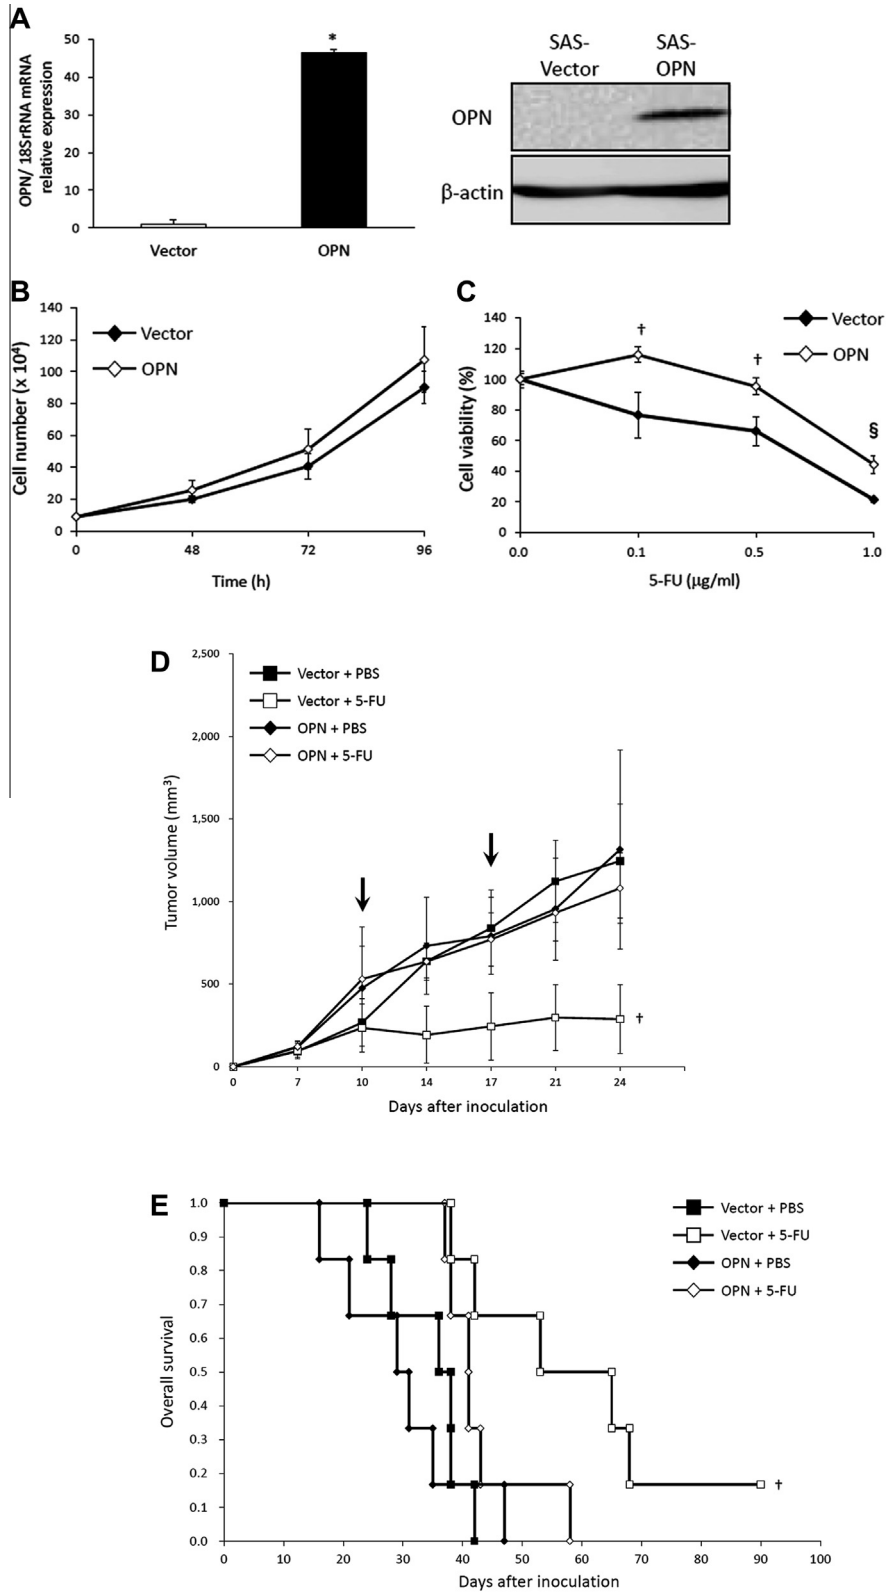 A
OPN/ 18SrRNA mRNA
relative expression
50
40
30
20
10
0
*
Vector
OPN
SAS-
Vector
SAS-
OPN
OPN
β-actin
B
Cell number (x 10⁴)
140
120
100
80
60
40
20
0
Vector
OPN
0
48
72
96
Time (h)
C
Cell viability (%)
140
120
100
80
60
40
20
0
†
†
§
Vector
OPN
0.0
0.1
0.5
1.0
5-FU (μg/ml)
D
Tumor volume (mm³)
2,500
2,000
1,500
1,000
500
0
Vector + PBS
Vector + 5-FU
OPN + PBS
OPN + 5-FU
†
0
7
10
14
17
21
24
Days after inoculation
E
Overall survival
1.0
0.9
0.8
0.7
0.6
0.5
0.4
0.3
0.2
0.1
0.0
Vector + PBS
Vector + 5-FU
OPN + PBS
OPN + 5-FU
†
0
10
20
30
40
50
60
70
80
90
100
Days after inoculation